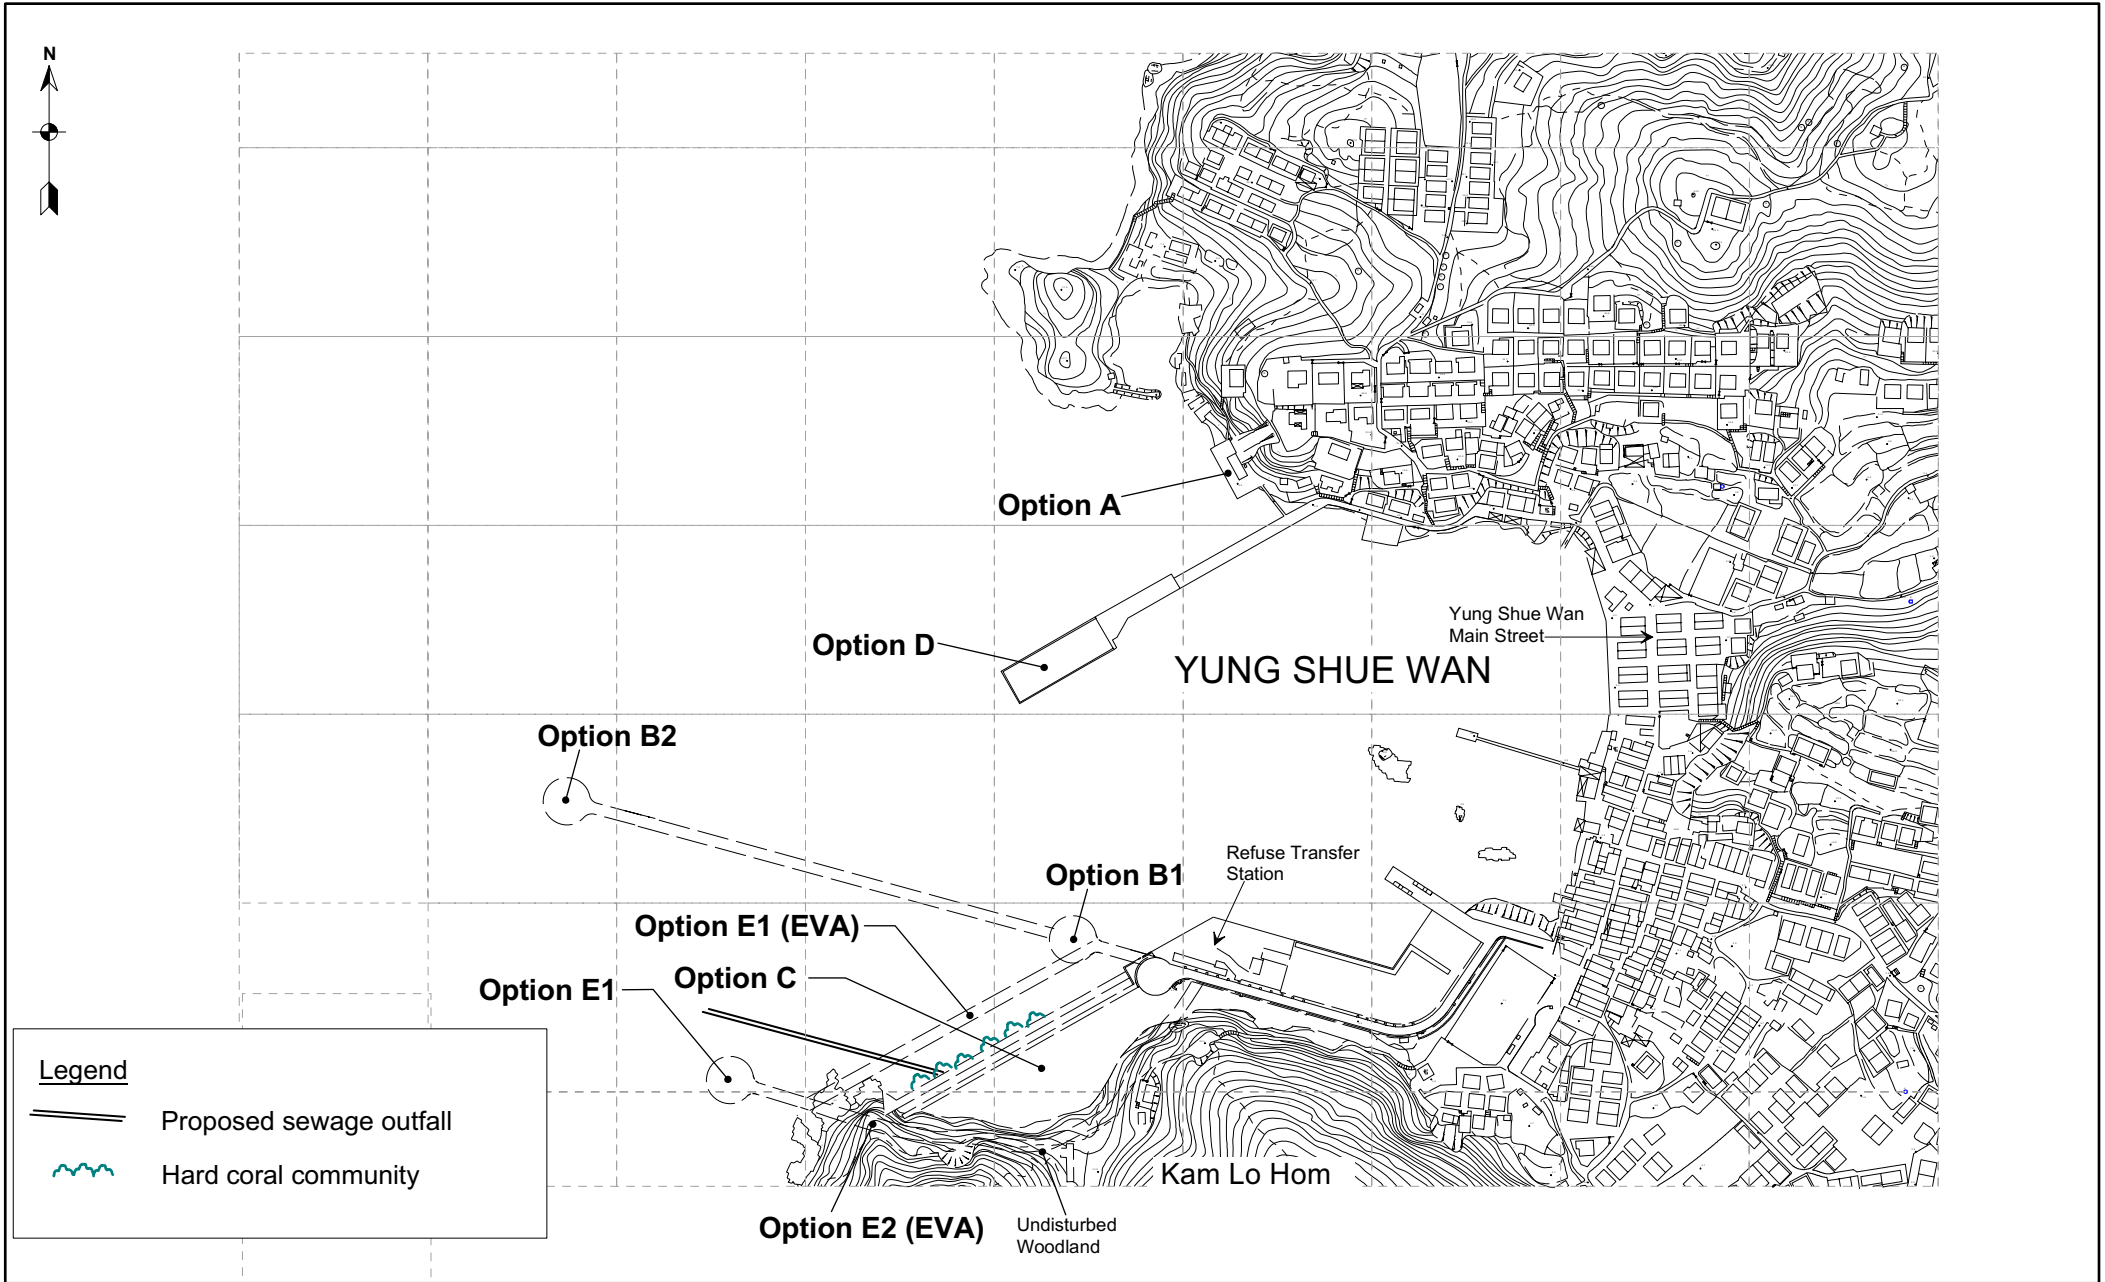 N
Option A
Yung Shue Wan
Main Street
Option D
YUNG SHUE WAN
Option B2
Refuse Transfer
Station
Option B1
Option E1 (EVA)
Option C
Option E1
Legend
Proposed sewage outfall
Hard coral community
Kam Lo Hom
Option E2 (EVA)
Undisturbed
Woodland